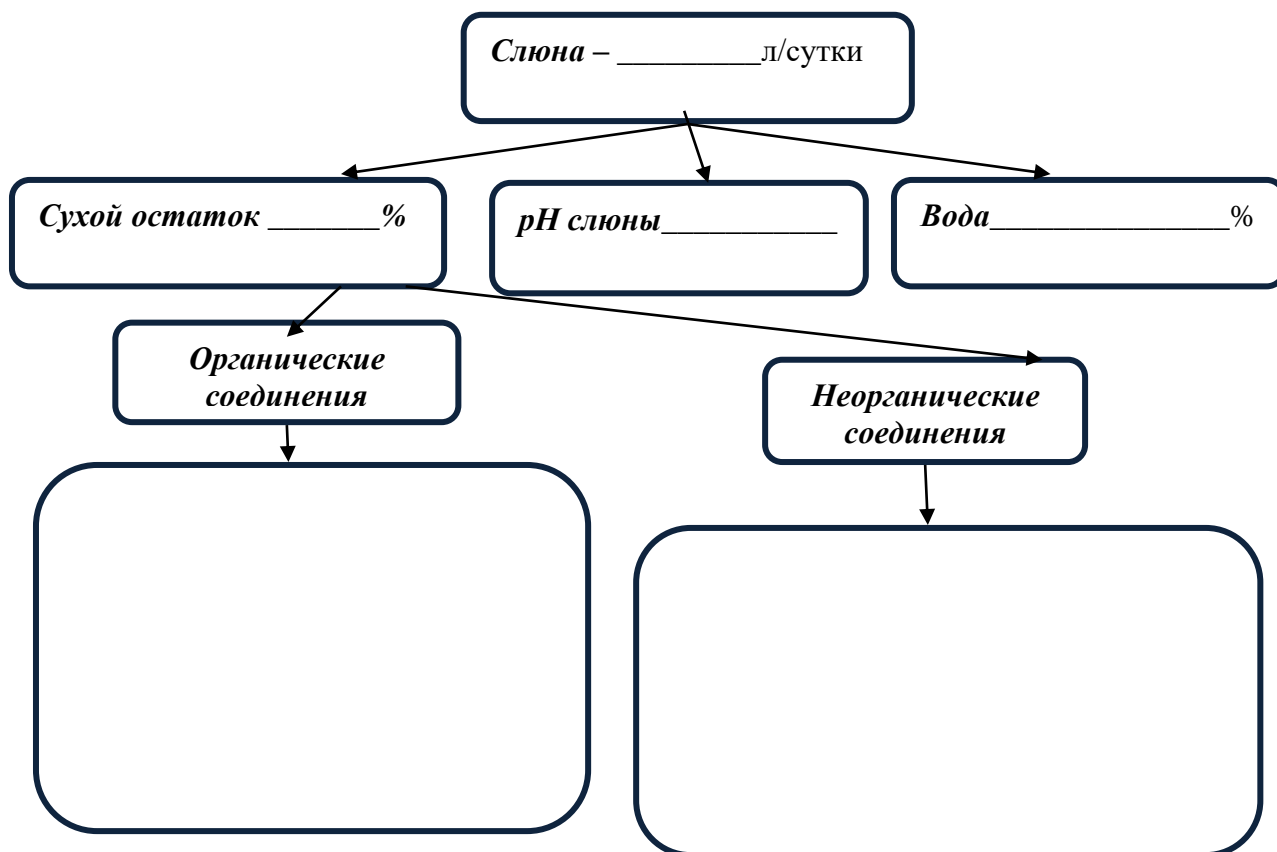 Слюна – _________л/сутки
Сухой остаток _______%
pH слюны___________
Вода_______________%
Органические
соединения
Неорганические
соединения